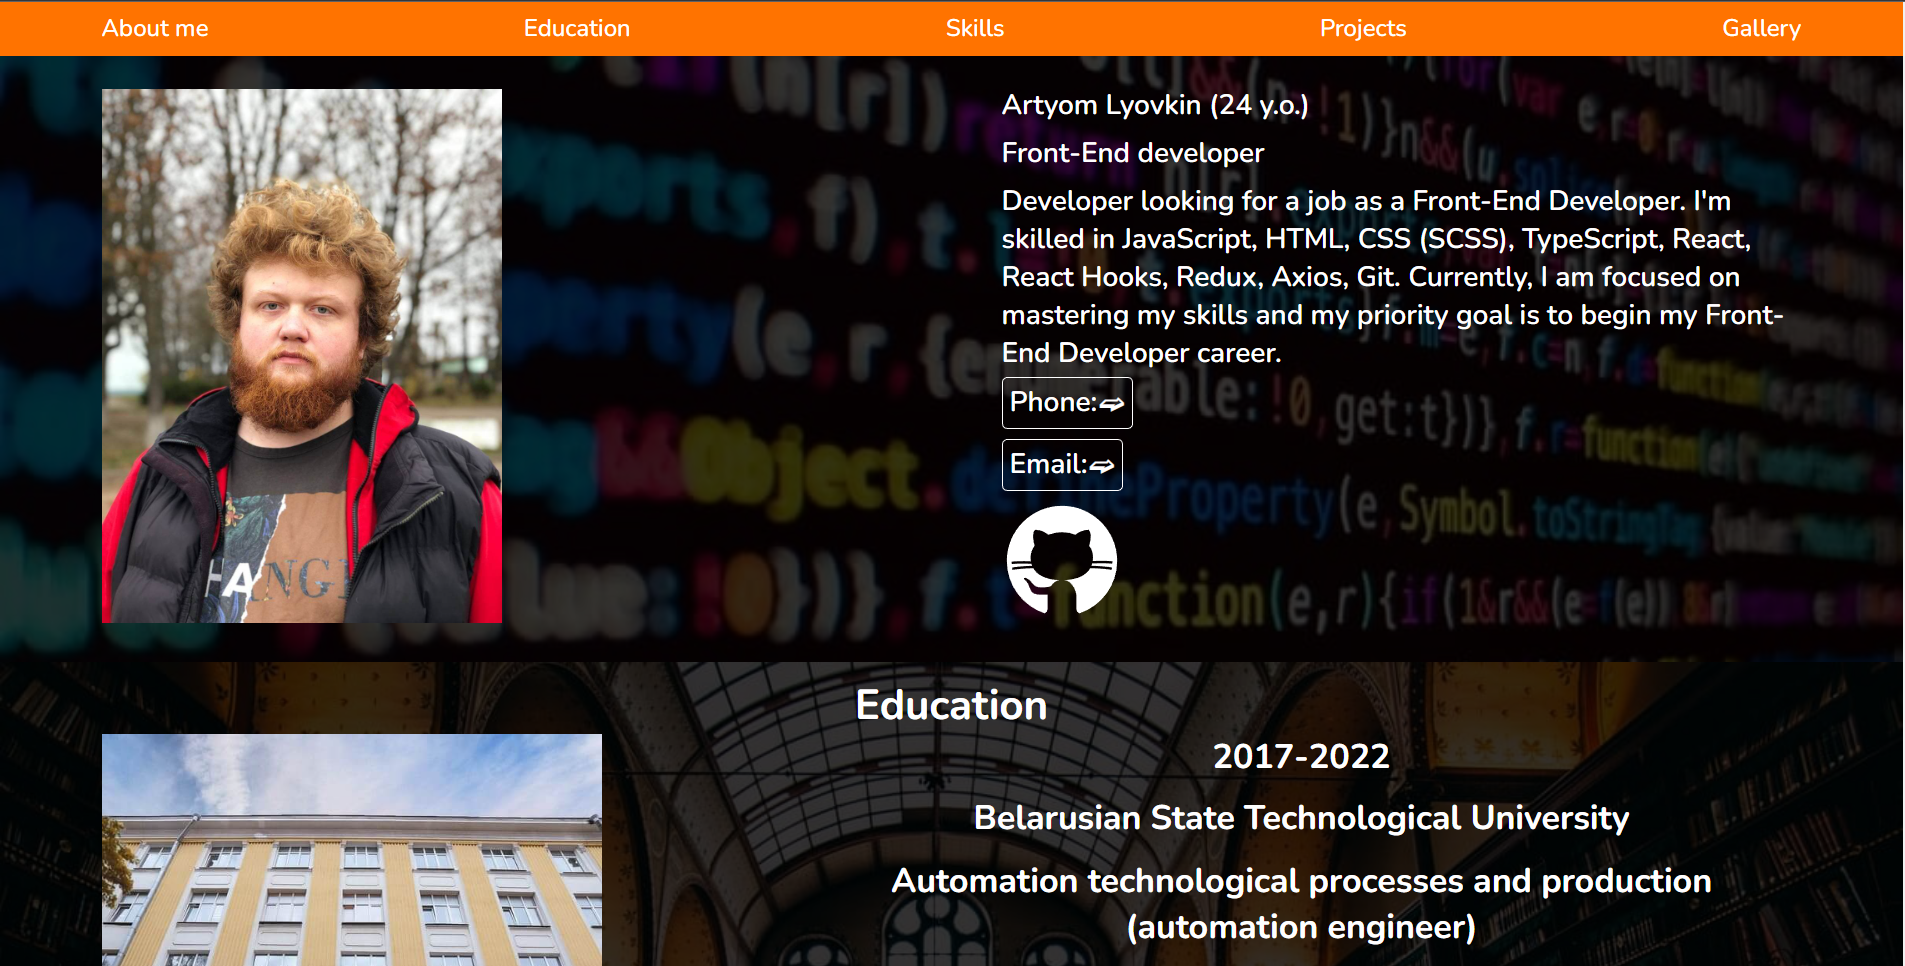 About me
Education
Skills
Projects
Gallery
Artyom Lyovkin (24 y.o.)
Front-End developer
Developer looking for a job as a Front-End Developer. I'm
skilled in JavaScript, HTML, CSS (SCSS), TypeScript, React,
React Hooks, Redux, Axios, Git. Currently, I am focused on
mastering my skills and my priority goal is to begin my Front-
End Developer career.
Phone:➫
Email:➫
Education
2017-2022
Belarusian State Technological University
Automation technological processes and production
(automation engineer)